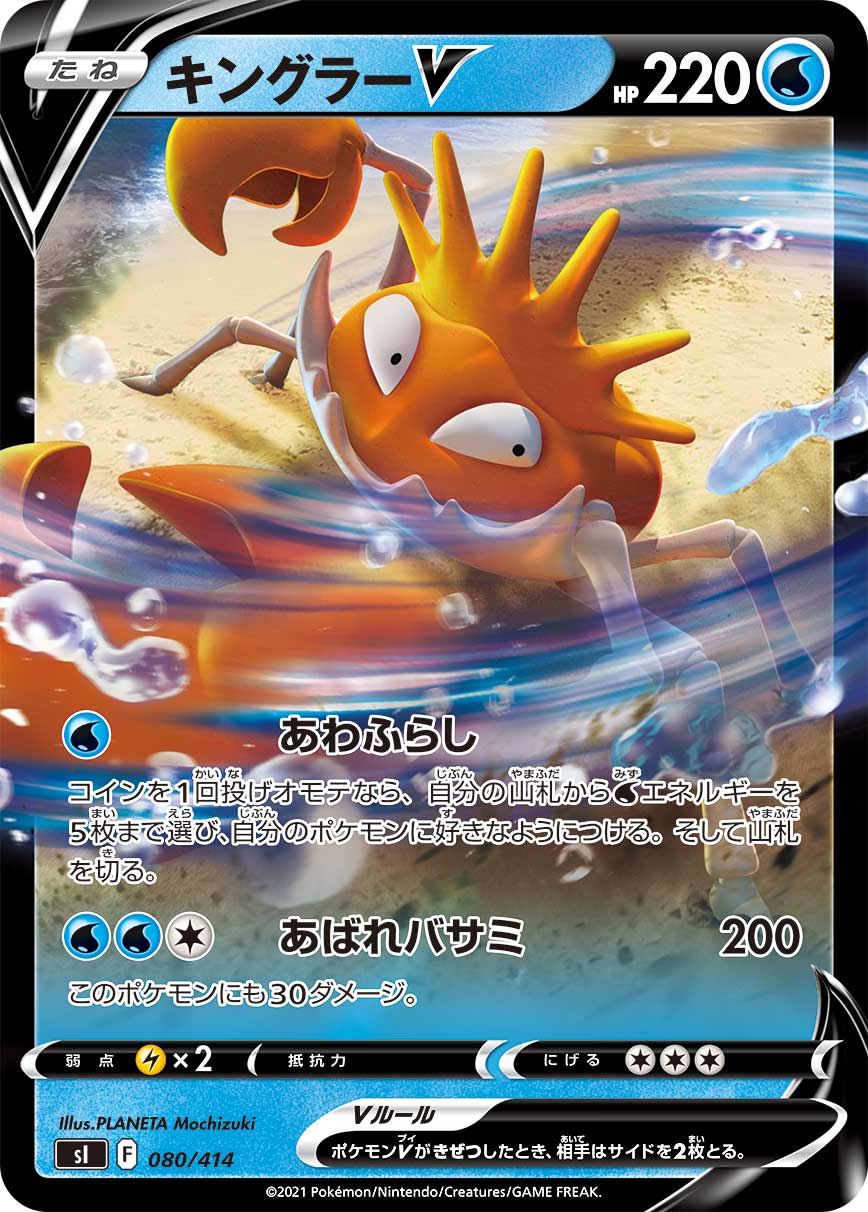 たね キングラーV HP 220
あわふらし
コインを1回投げオモテなら、自分の山札からエネルギーを
5枚まで選び、自分のポケモンに好きなようにつける。そして山札
を切る。
あばれバサミ 200
このポケモンにも30ダメージ。
弱点 ×2 抵抗力 にげる
Illus.PLANETA Mochizuki
Vルール
ポケモンVがきぜつしたとき、相手はサイドを2枚とる。
sI F 080/414
©2021 Pokémon/Nintendo/Creatures/GAME FREAK.